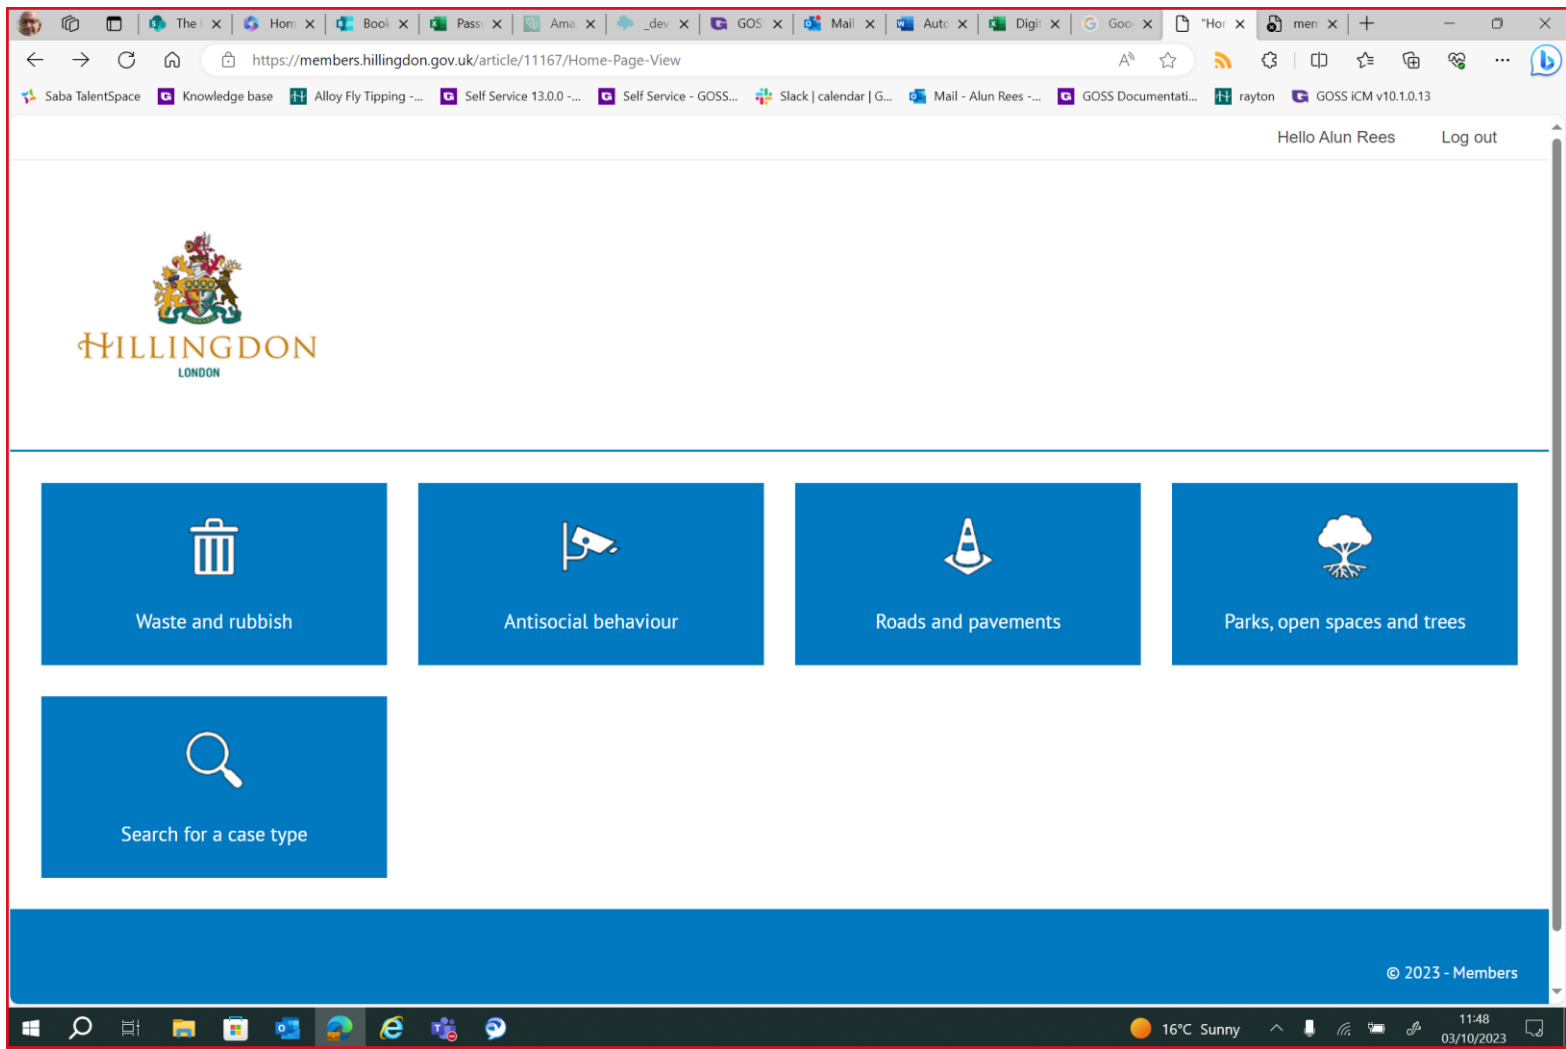 The
Hom
Book
Pass
Ama
_dev
GOS
Mail
Auto
Digit
Goo
"Hor
mem
https://members.hillingdon.gov.uk/article/11167/Home-Page-View
Saba TalentSpace
Knowledge base
Alloy Fly Tipping -...
Self Service 13.0.0 -...
Self Service - GOSS...
Slack | calendar | G...
Mail - Alun Rees -...
GOSS Documentati...
rayton
GOSS iCM v10.1.0.13
Hello Alun Rees
Log out
HILLINGDON
LONDON
Waste and rubbish
Antisocial behaviour
Roads and pavements
Parks, open spaces and trees
Search for a case type
© 2023 - Members
16°C Sunny
11:48
03/10/2023